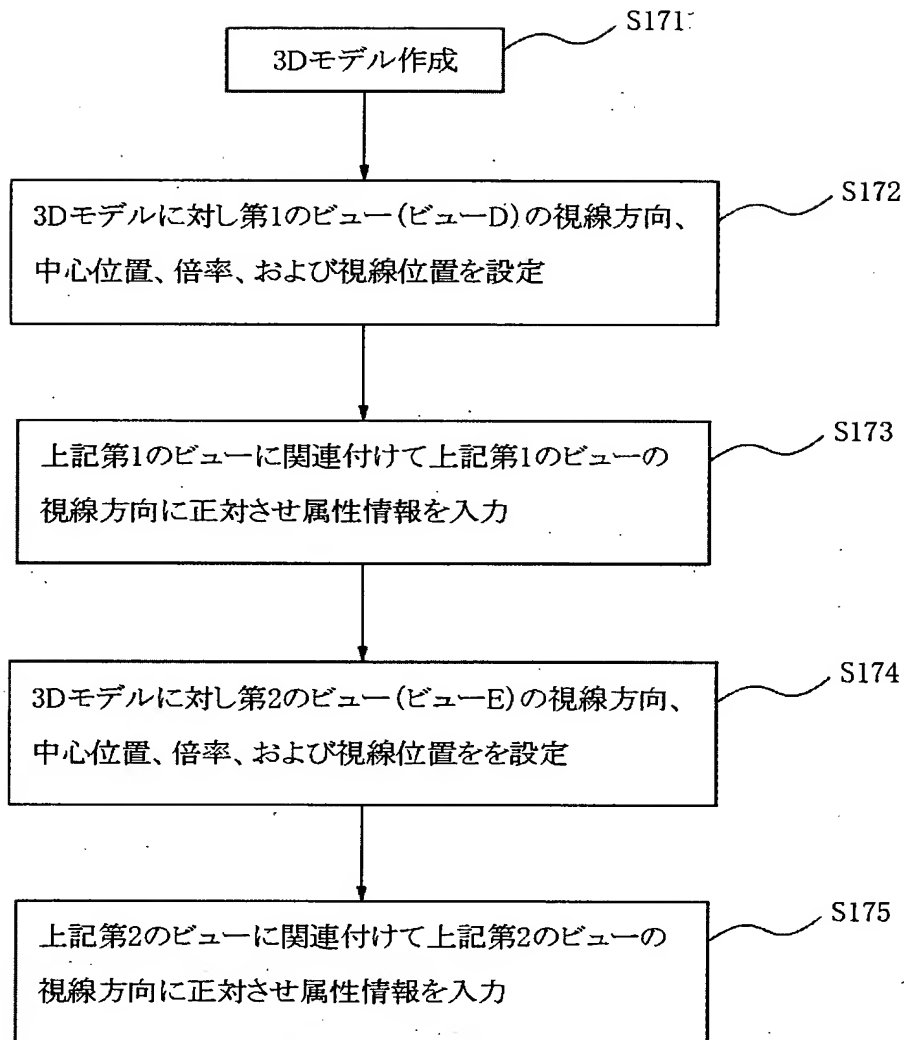 S171
3Dモデル作成
S172
3Dモデルに対し第1のビュー(ビューD)の視線方向、
中心位置、倍率、および視線位置を設定
S173
上記第1のビューに関連付けて上記第1のビューの
視線方向に正対させ属性情報を入力
S174
3Dモデルに対し第2のビュー(ビューE)の視線方向、
中心位置、倍率、および視線位置をを設定
S175
上記第2のビューに関連付けて上記第2のビューの
視線方向に正対させ属性情報を入力